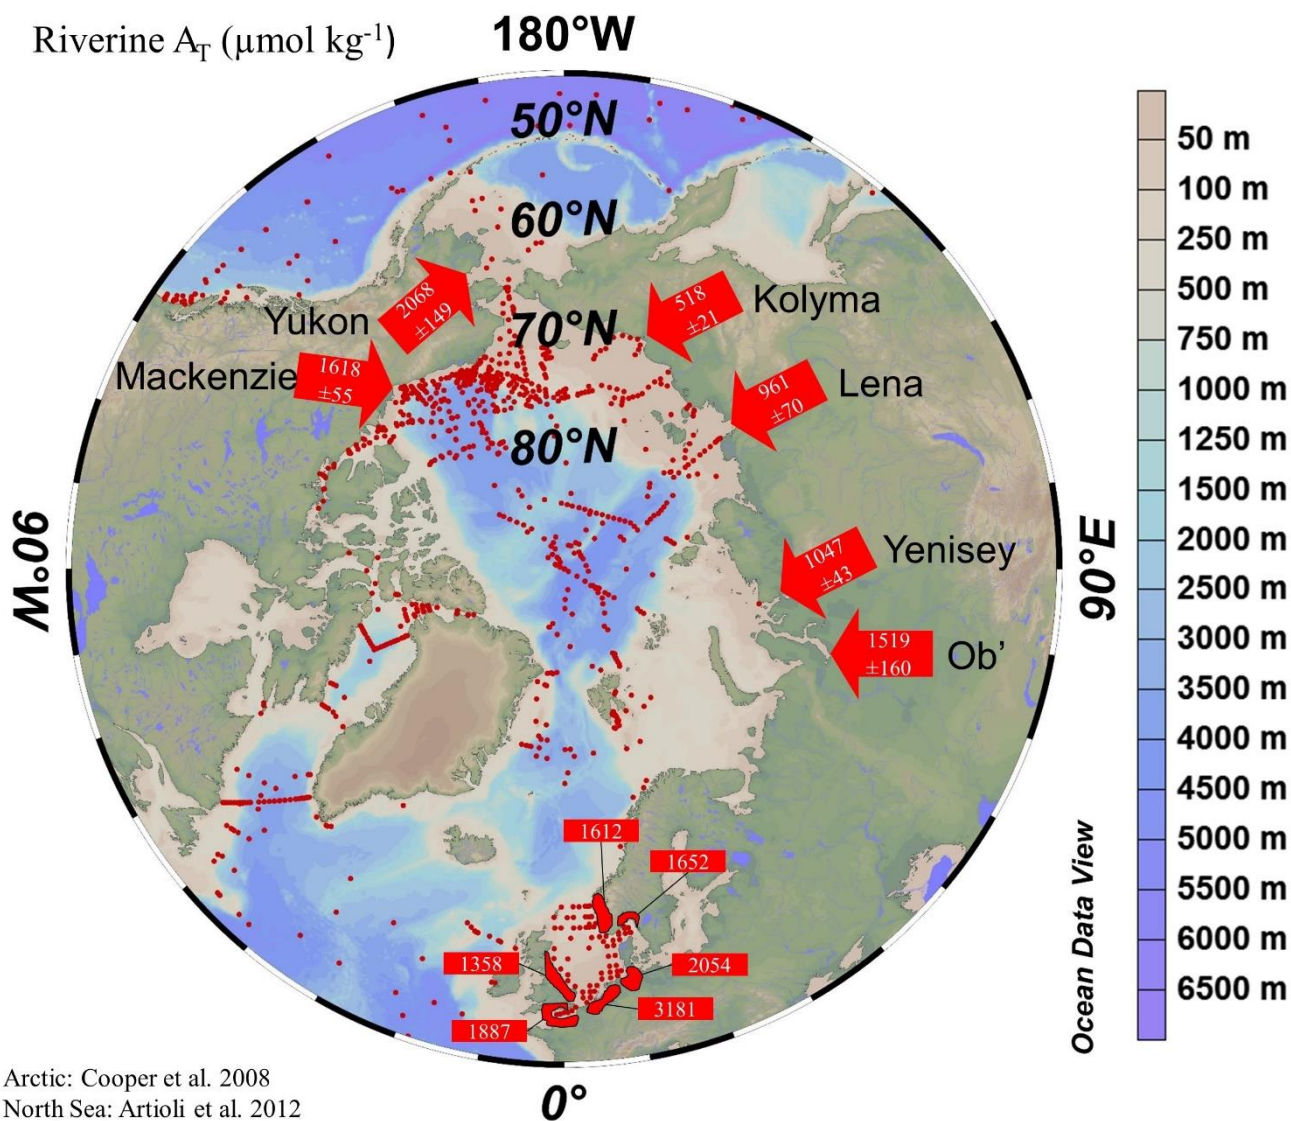 Riverine A_T (µmol kg⁻¹)
180°W
50°N
60°N
70°N
80°N
90°W
90°E
0°
Yukon
2068
±149
Mackenzie
1618
±55
518
±21
Kolyma
961
±70
Lena
1047
±43
Yenisey
1519
±160
Ob’
1612
1652
1358
2054
1887
3181
50 m
100 m
250 m
500 m
750 m
1000 m
1250 m
1500 m
2000 m
2500 m
3000 m
3500 m
4000 m
4500 m
5000 m
5500 m
6000 m
6500 m
Ocean Data View
Arctic: Cooper et al. 2008
North Sea: Artioli et al. 2012